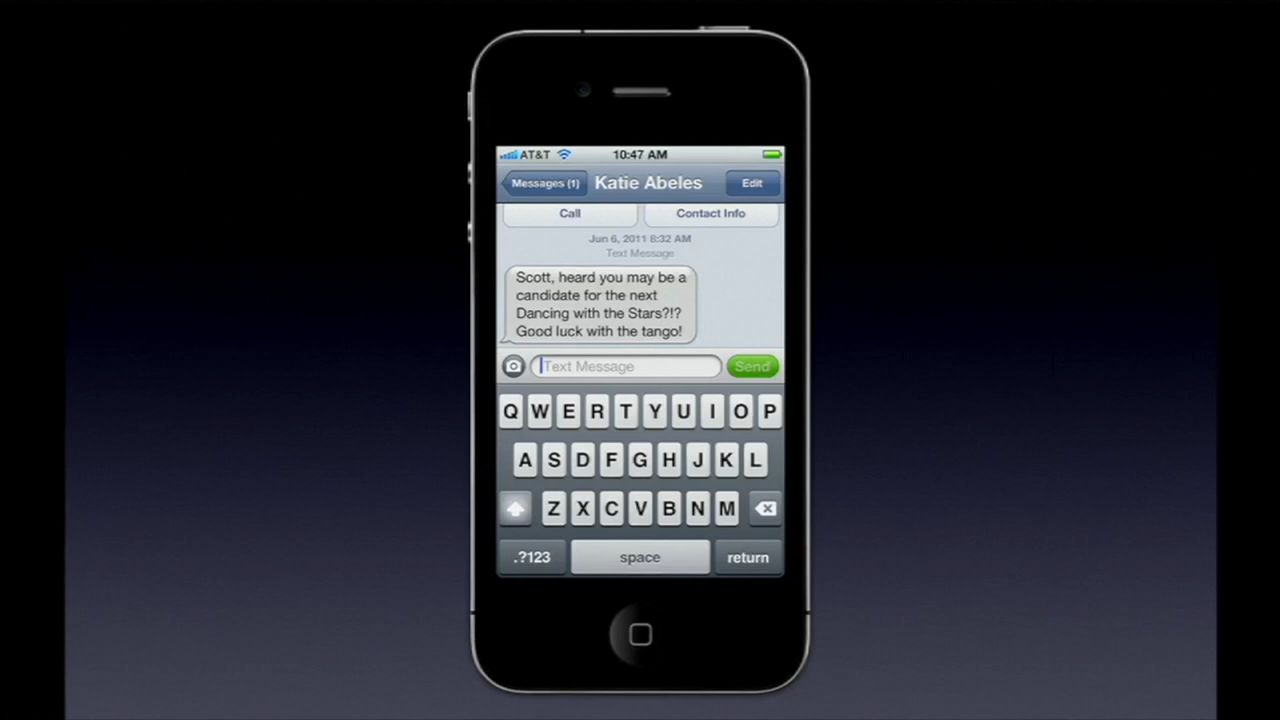 AT&T 10:47 AM
Messages (1) Katie Abeles Edit
Call Contact Info
Jun 6, 2011 8:32 AM
Text Message
Scott, heard you may be a
candidate for the next
Dancing with the Stars?!?
Good luck with the tango!
Text Message Send
Q W E R T Y U I O P
A S D F G H J K L
Z X C V B N M
.?123 space return